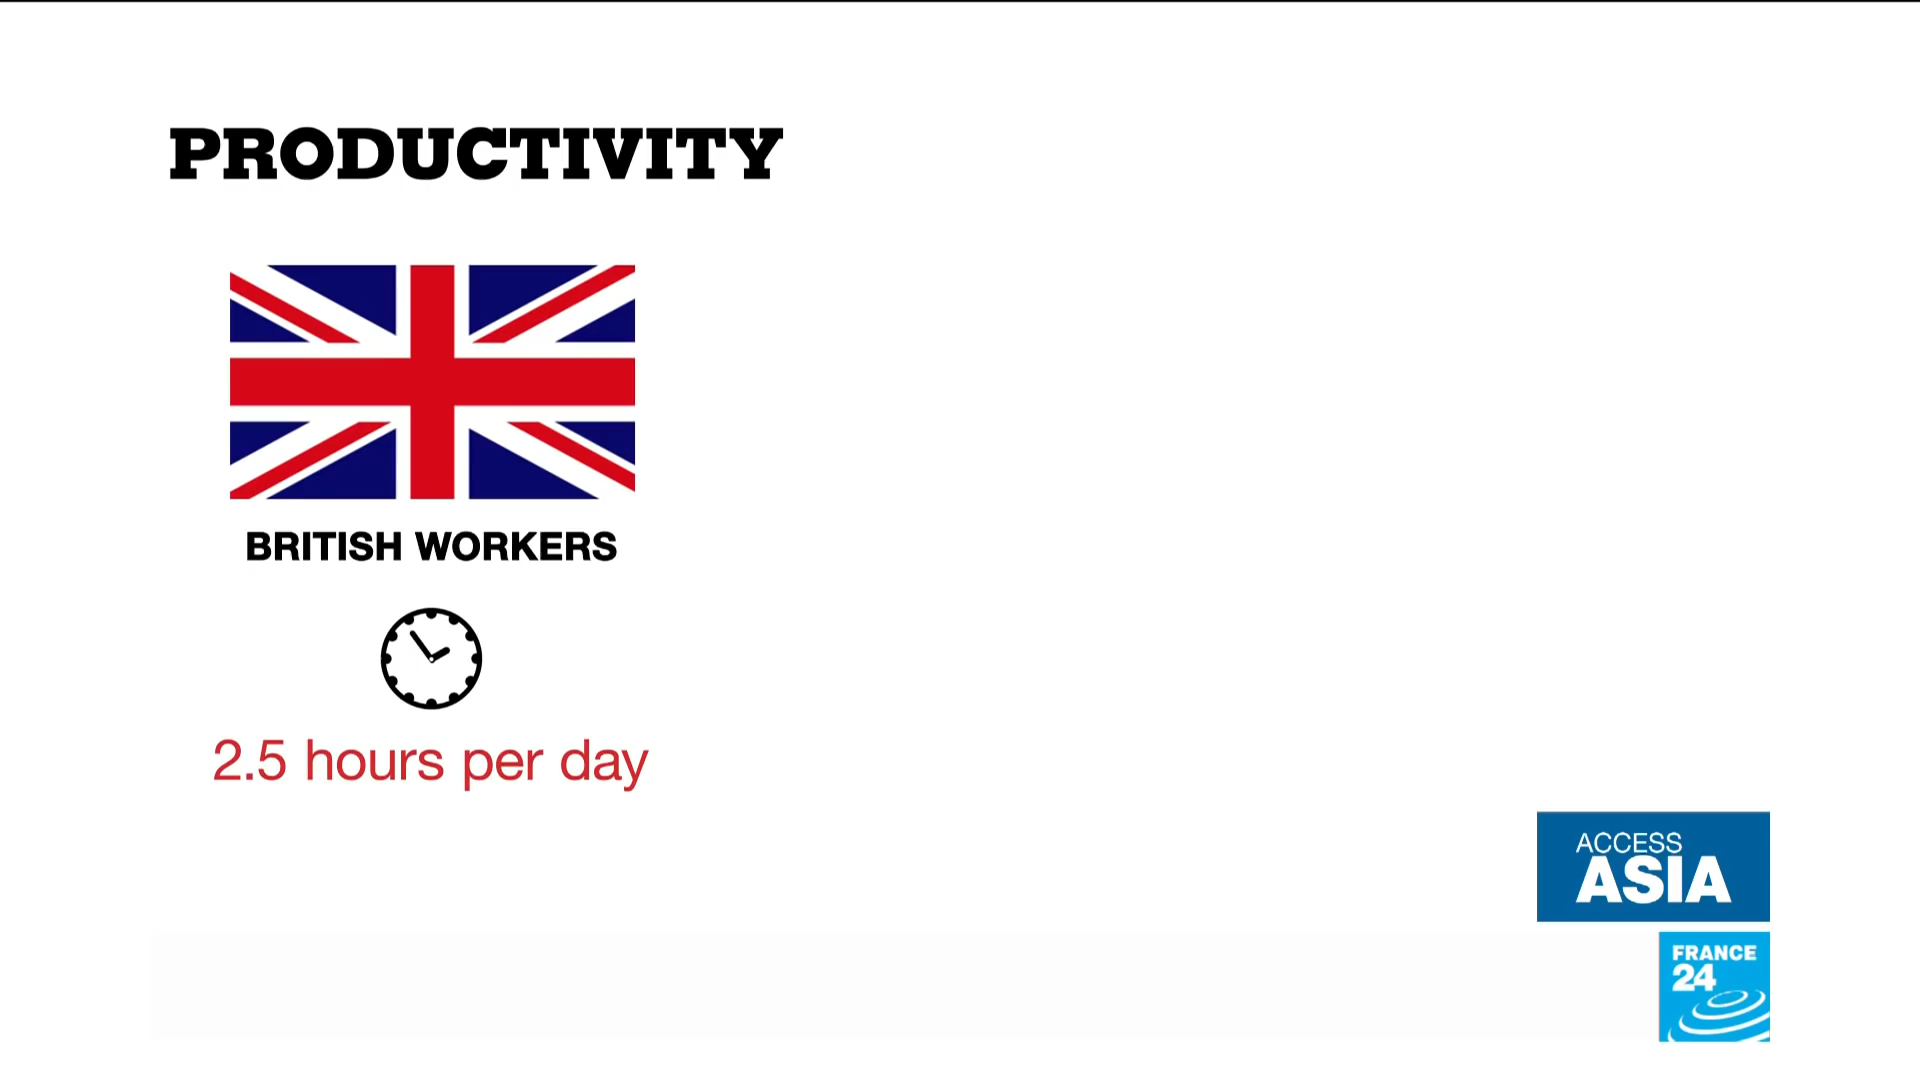 PRODUCTIVITY
BRITISH WORKERS
2.5 hours per day
ACCESS
ASIA
FRANCE
24